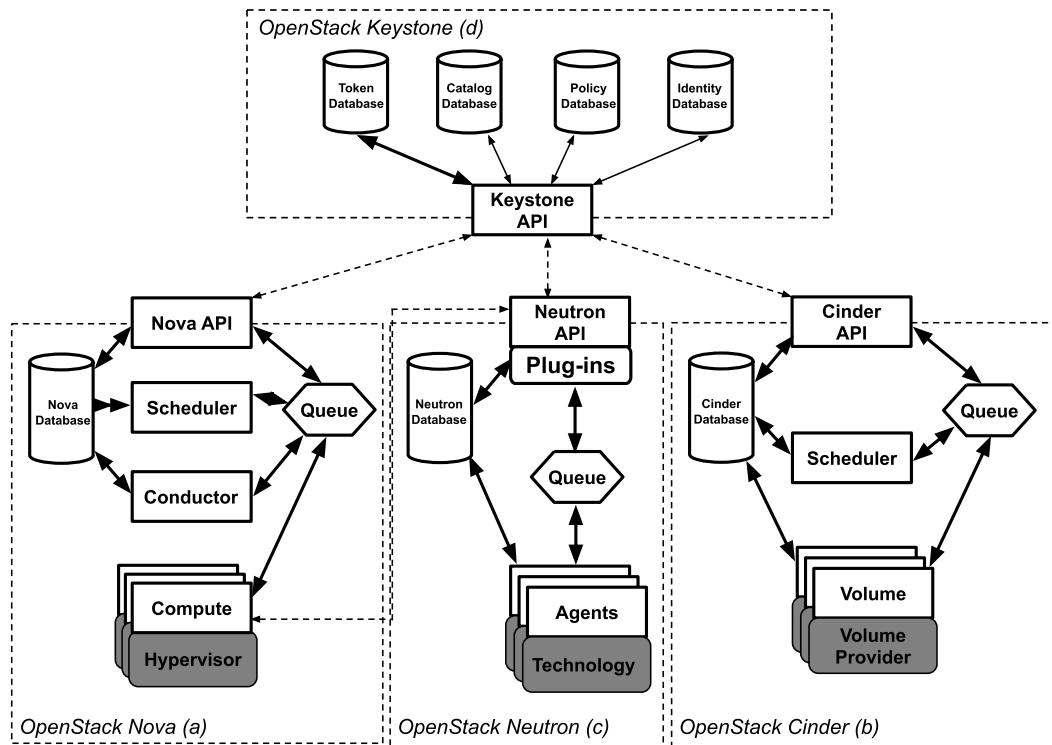 OpenStack Keystone (d)
Token
Database
Catalog
Database
Policy
Database
Identity
Database
Keystone
API
Nova API
Nova
Database
Scheduler
Queue
Conductor
Compute
Hypervisor
OpenStack Nova (a)
Neutron
API
Plug-ins
Neutron
Database
Queue
Agents
Technology
OpenStack Neutron (c)
Cinder
API
Cinder
Database
Queue
Scheduler
Volume
Volume
Provider
OpenStack Cinder (b)